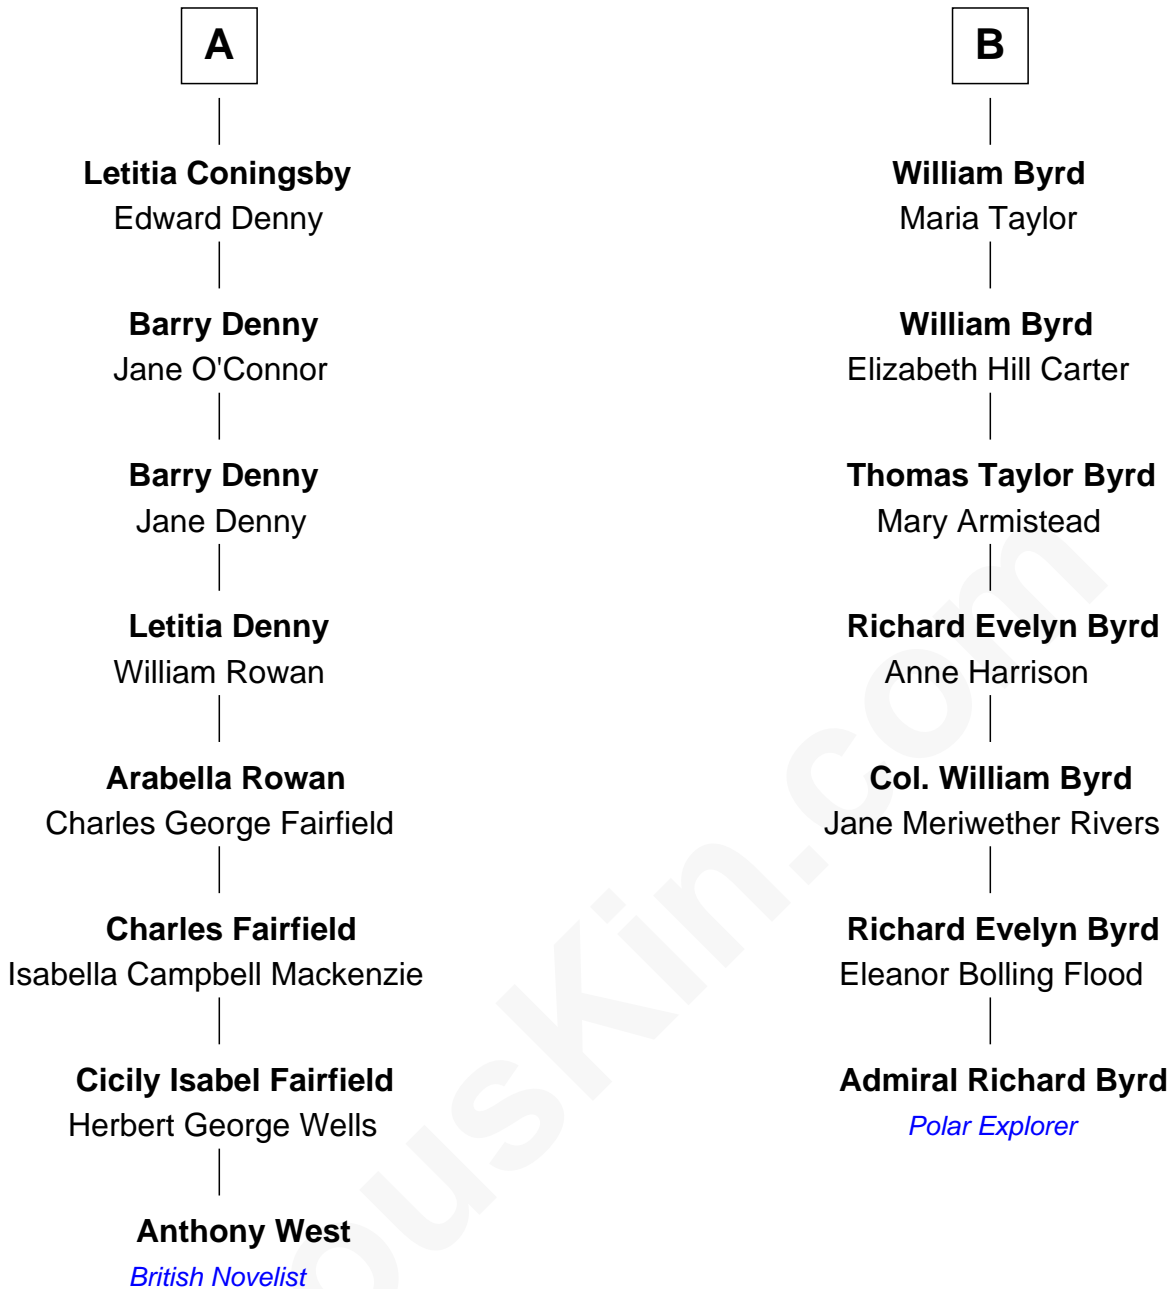 A
Letitia Coningsby
Edward Denny
Barry Denny
Jane O'Connor
Barry Denny
Jane Denny
Letitia Denny
William Rowan
Arabella Rowan
Charles George Fairfield
Charles Fairfield
Isabella Campbell Mackenzie
Cicily Isabel Fairfield
Herbert George Wells
Anthony West
British Novelist
B
William Byrd
Maria Taylor
William Byrd
Elizabeth Hill Carter
Thomas Taylor Byrd
Mary Armistead
Richard Evelyn Byrd
Anne Harrison
Col. William Byrd
Jane Meriwether Rivers
Richard Evelyn Byrd
Eleanor Bolling Flood
Admiral Richard Byrd
Polar Explorer
ousKin.com